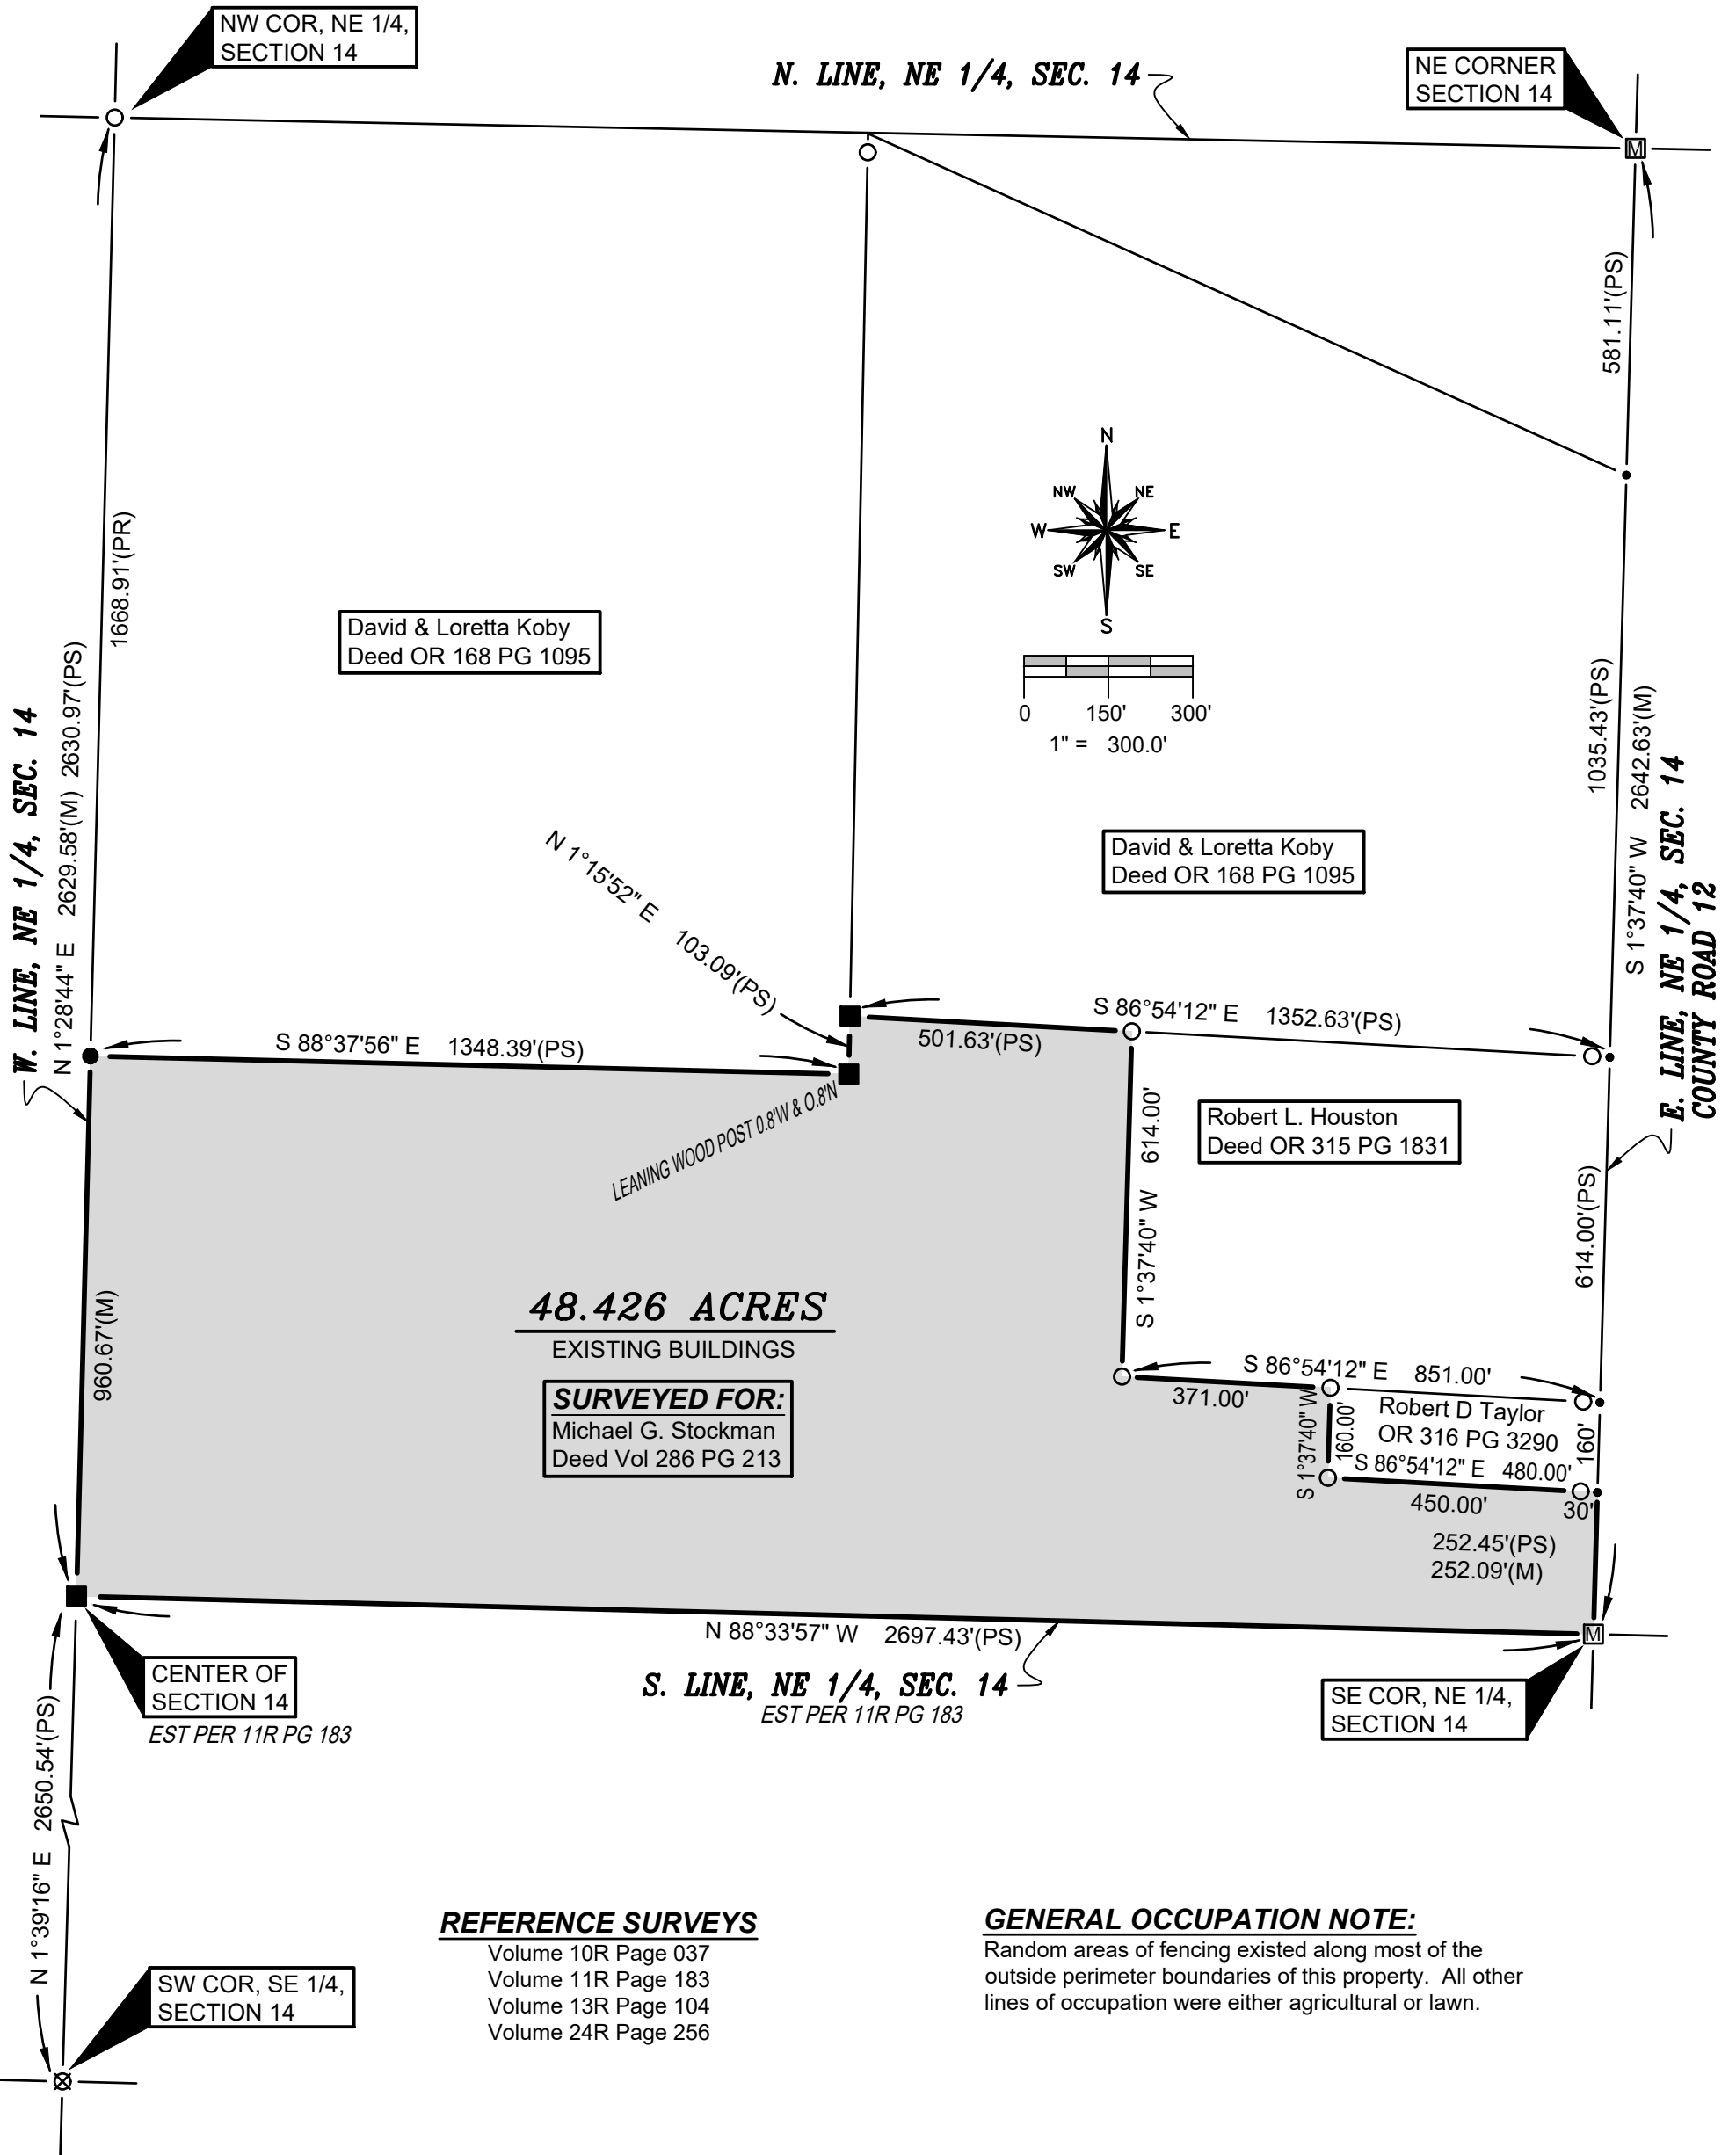 NW COR, NE 1/4,
SECTION 14
N. LINE, NE 1/4, SEC. 14
NE CORNER
SECTION 14
M
581.11'(PS)
1668.91'(PR)
N
NW
NE
W
E
SW
SE
S
0 150' 300'
1" = 300.0'
David & Loretta Koby
Deed OR 168 PG 1095
W. LINE, NE 1/4, SEC. 14
N 1°28'44" E 2629.58'(M) 2630.97'(PS)
1035.43'(PS)
S 1°37'40" W 2642.63'(M)
E. LINE, NE 1/4, SEC. 14
COUNTY ROAD 12
David & Loretta Koby
Deed OR 168 PG 1095
N 1°15'52" E 103.09'(PS)
S 88°37'56" E 1348.39'(PS)
S 86°54'12" E 1352.63'(PS)
501.63'(PS)
LEANING WOOD POST 0.8'W & 0.8'N
S 1°37'40" W 614.00'
Robert L. Houston
Deed OR 315 PG 1831
614.00'(PS)
960.67'(M)
48.426 ACRES
EXISTING BUILDINGS
SURVEYED FOR:
Michael G. Stockman
Deed Vol 286 PG 213
S 86°54'12" E 851.00'
371.00'
S 1°37'40" W
160.00'
Robert D Taylor
OR 316 PG 3290
160'
S 86°54'12" E 480.00'
450.00'
30'
252.45'(PS)
252.09'(M)
M
N 88°33'57" W 2697.43'(PS)
S. LINE, NE 1/4, SEC. 14
EST PER 11R PG 183
CENTER OF
SECTION 14
EST PER 11R PG 183
SE COR, NE 1/4,
SECTION 14
N 1°39'16" E 2650.54'(PS)
SW COR, SE 1/4,
SECTION 14
REFERENCE SURVEYS
Volume 10R Page 037
Volume 11R Page 183
Volume 13R Page 104
Volume 24R Page 256
GENERAL OCCUPATION NOTE:
Random areas of fencing existed along most of the
outside perimeter boundaries of this property. All other
lines of occupation were either agricultural or lawn.